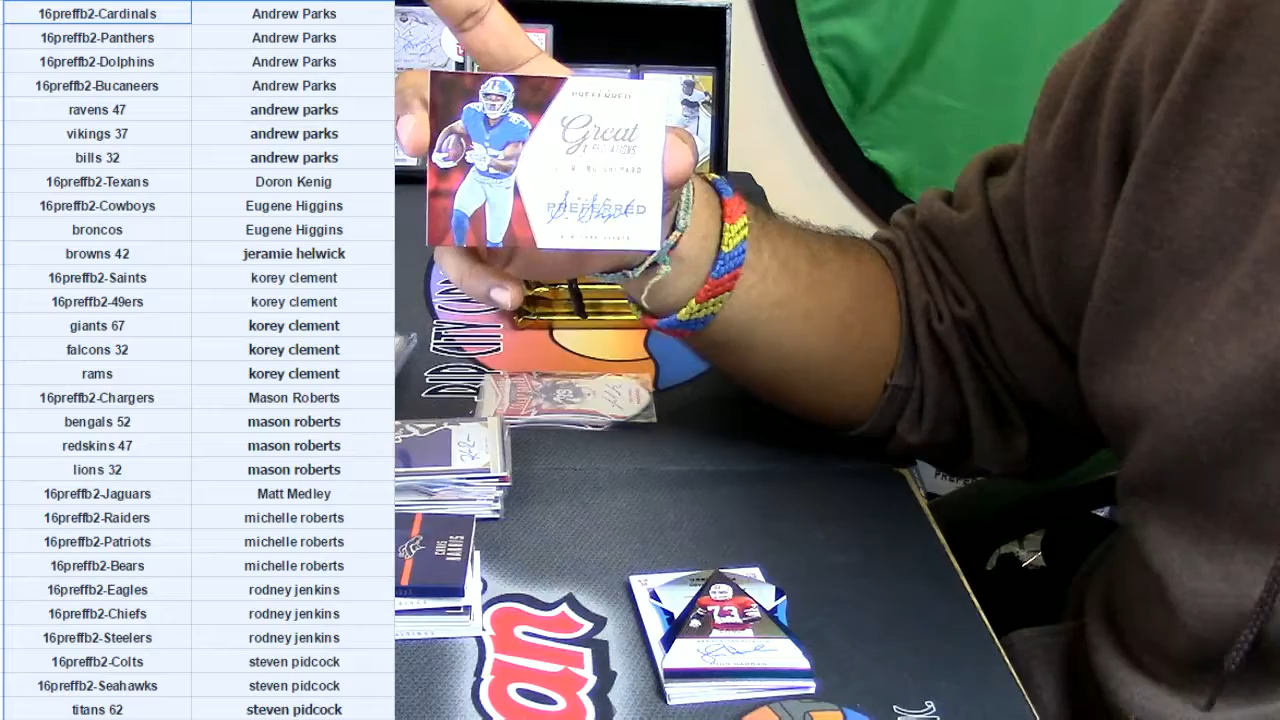 16preffb2-Cardinals Andrew Parks
16preffb2-Panthers Andrew Parks
16preffb2-Dolphins Andrew Parks
16preffb2-Bucaneers Andrew Parks
ravens 47 andrew parks
vikings 37 andrew parks
bills 32 andrew parks
16preffb2-Texans Doron Kenig
16preffb2-Cowboys Eugene Higgins
broncos Eugene Higgins
browns 42 jeramie helwick
16preffb2-Saints korey clement
16preffb2-49ers korey clement
giants 67 korey clement
falcons 32 korey clement
rams korey clement
16preffb2-Chargers Mason Roberts
bengals 52 mason roberts
redskins 47 mason roberts
lions 32 mason roberts
16preffb2-Jaguars Matt Medley
16preffb2-Raiders michelle roberts
16preffb2-Patriots michelle roberts
16preffb2-Bears michelle roberts
16preffb2-Eagles rodney jenkins
16preffb2-Chiefs rodney jenkins
16preffb2-Steelers rodney jenkins
16preffb2-Colts steven pidcock
16preffb2-Seahawks steven pidcock
titans 62 steven pidcock
PREFERRED
Great
PREFERRED
CITY
CHRIS
HARRIS
73